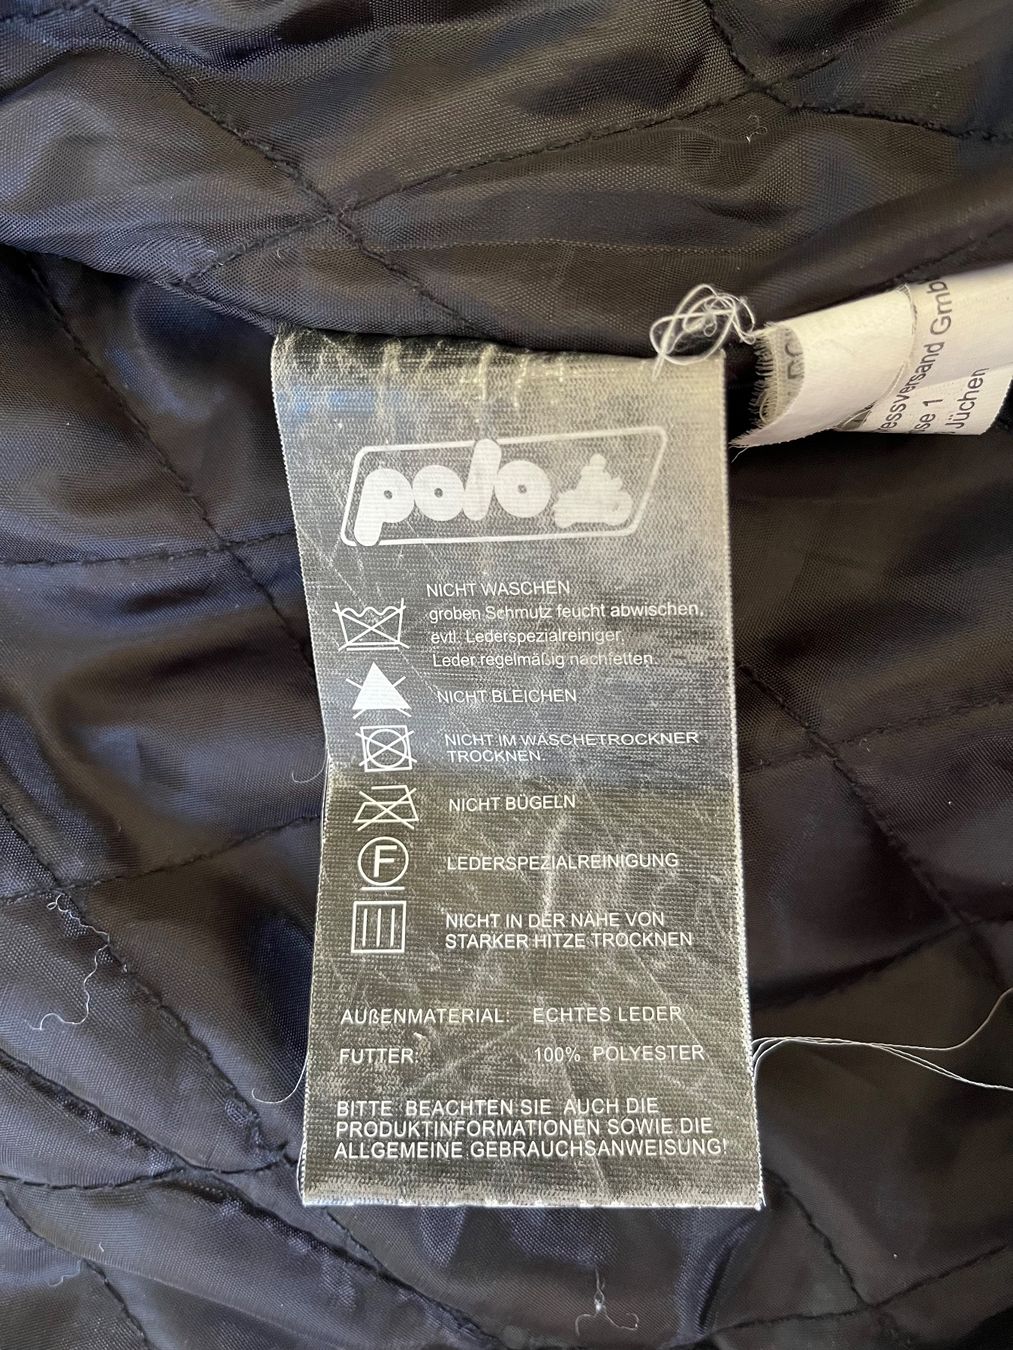 polo
NICHT WASCHEN
groben Schmutz feucht abwischen,
evtl. Lederspezialreiniger.
Leder regelmäßig nachfetten.
NICHT BLEICHEN
NICHT IM WÄSCHETROCKNER
TROCKNEN.
NICHT BÜGELN
F
LEDERSPEZIALREINIGUNG
NICHT IN DER NÄHE VON
STARKER HITZE TROCKNEN
AUßENMATERIAL: ECHTES LEDER
FUTTER: 100% POLYESTER
BITTE BEACHTEN SIE AUCH DIE
PRODUKTINFORMATIONEN SOWIE DIE
ALLGEMEINE GEBRAUCHSANWEISUNG!
essversand Gmb
se 1
Jüchen